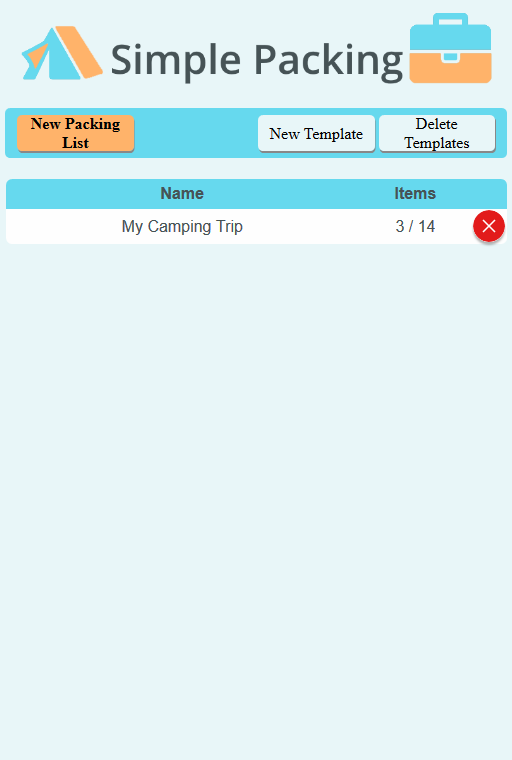 Simple Packing
New Packing
List
New Template
Delete
Templates
Name Items
My Camping Trip 3 / 14